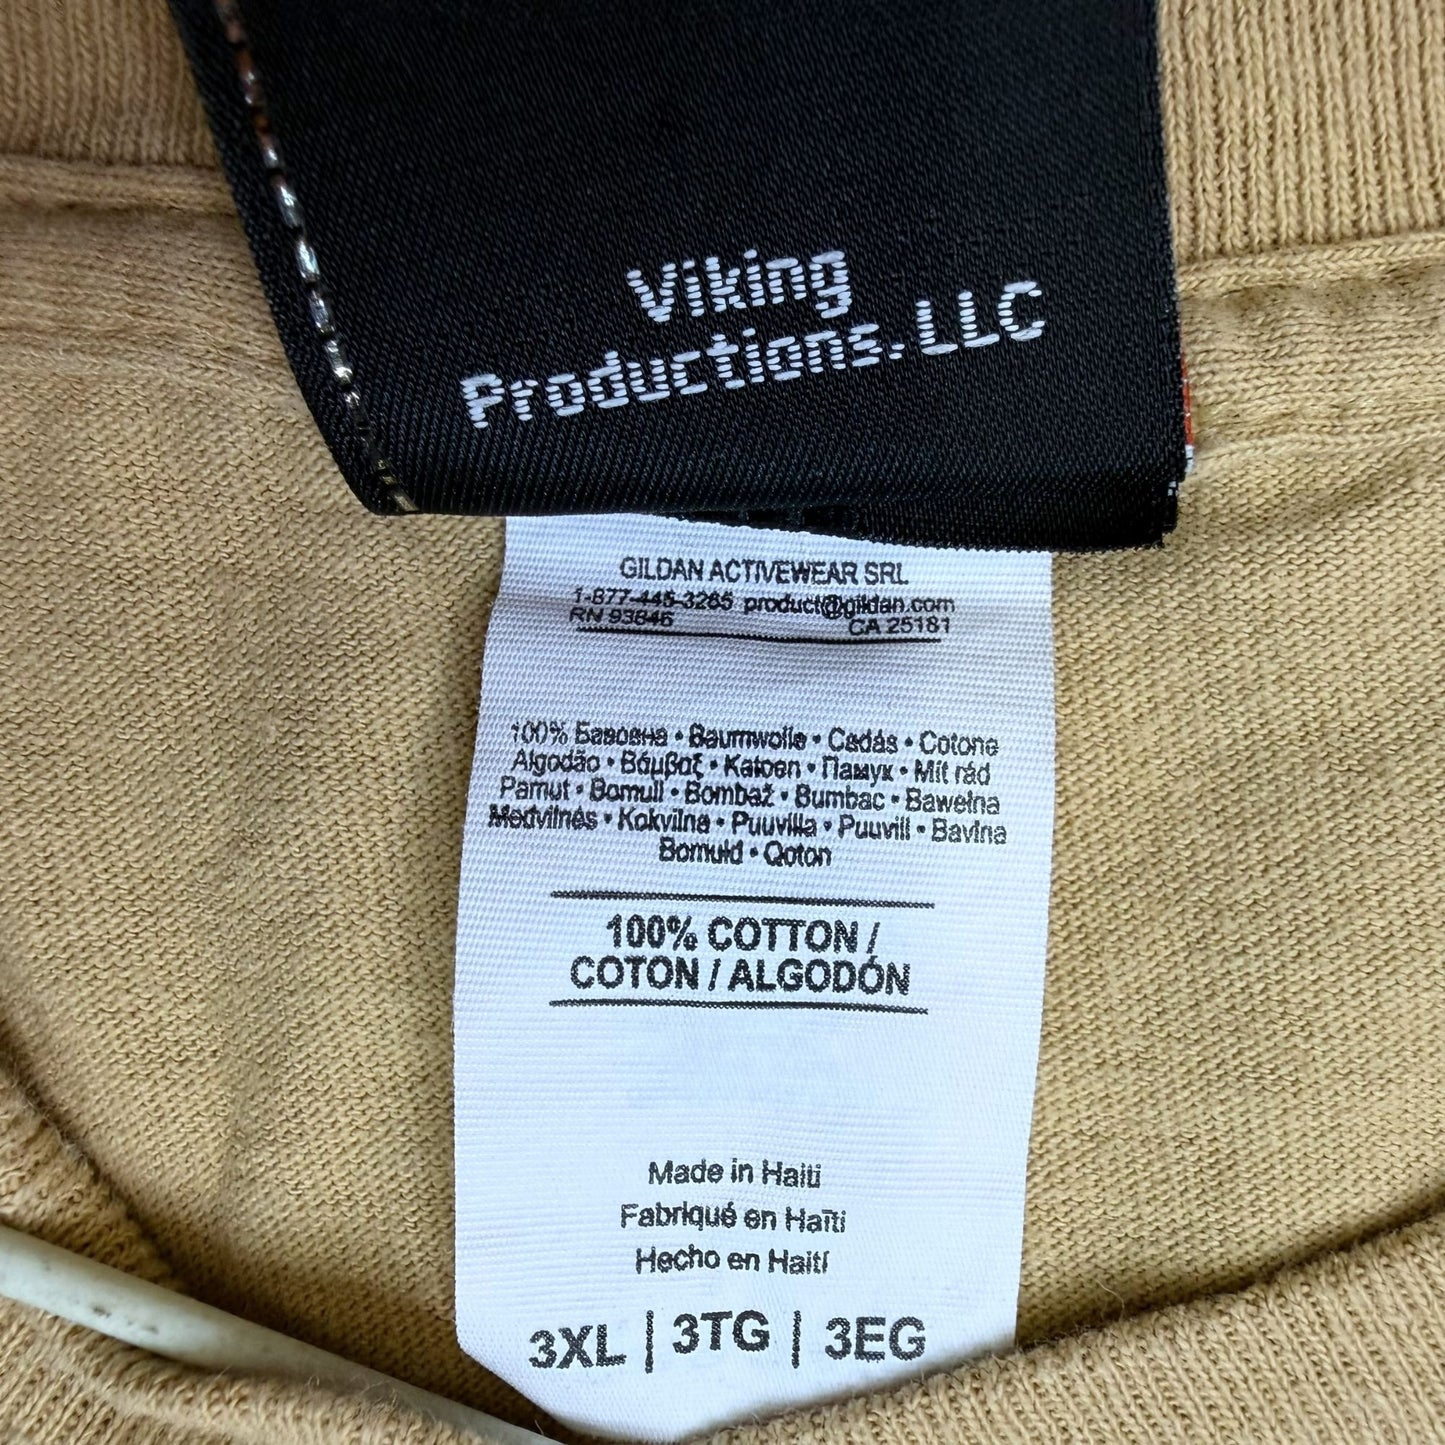 Viking
Productions, LLC
GILDAN ACTIVEWEAR SRL
1-877-445-3265 product@gildan.com
RN 93846 CA 25181
100% Бавовна • Baumwolle • Cadás • Cotone
Algodão • Βάμβαξ • Katoen • Памук • Mít rád
Pamut • Bomull • Bombaž • Bumbac • Bawełna
Medvilnės • Kokvilna • Puuvilla • Puuvill • Bavlna
Bomuld • Qoton
100% COTTON /
COTON / ALGODÓN
Made in Haiti
Fabriqué en Haïti
Hecho en Haití
3XL | 3TG | 3EG